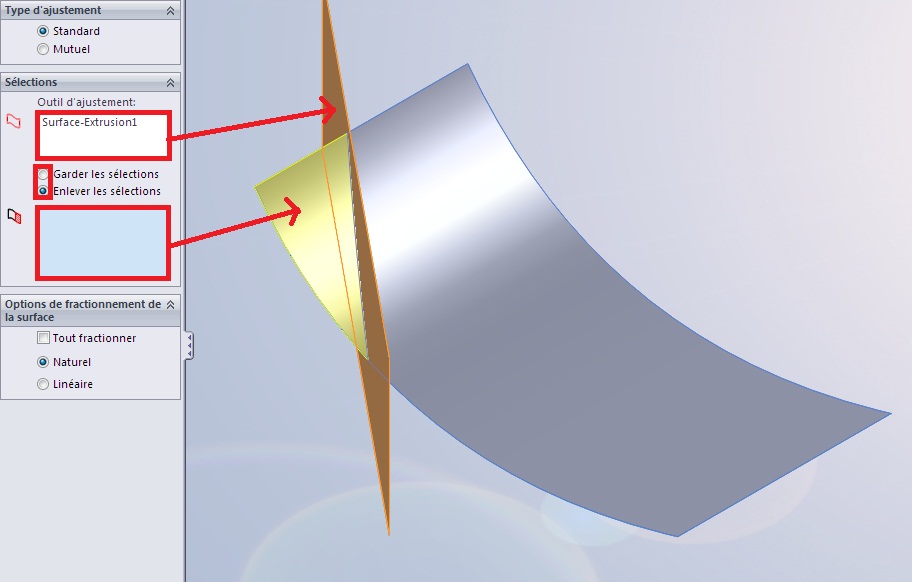 Type d'ajustement
Standard
Mutuel
Sélections
Outil d'ajustement:
Surface-Extrusion1
Garder les sélections
Enlever les sélections
Options de fractionnement de
la surface
Tout fractionner
Naturel
Linéaire